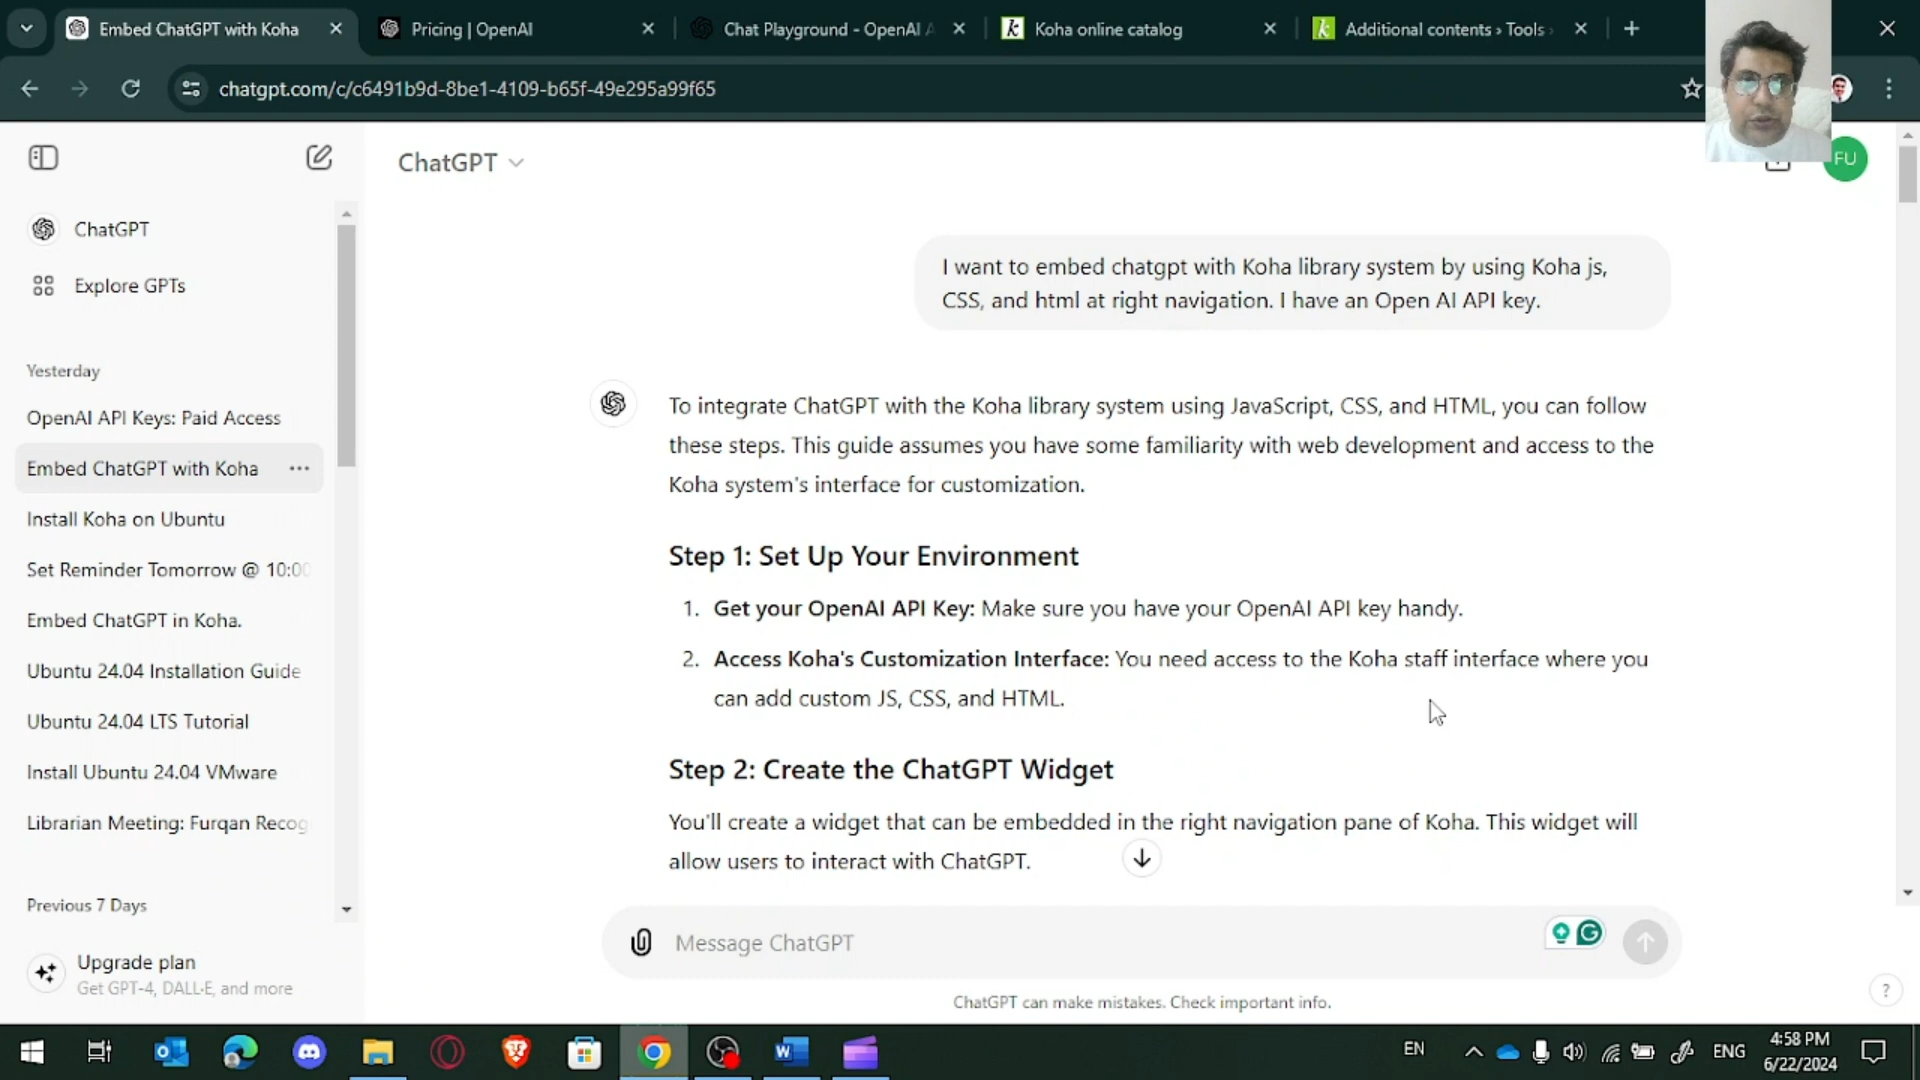 Embed ChatGPT with Koha
Pricing | OpenAI
Chat Playground - OpenAI A
Koha online catalog
Additional contents › Tools ›
chatgpt.com/c/c6491b9d-8be1-4109-b65f-49e295a99f65
ChatGPT
FU
ChatGPT
Explore GPTs
Yesterday
OpenAI API Keys: Paid Access
Embed ChatGPT with Koha
Install Koha on Ubuntu
Set Reminder Tomorrow @ 10:00
Embed ChatGPT in Koha.
Ubuntu 24.04 Installation Guide
Ubuntu 24.04 LTS Tutorial
Install Ubuntu 24.04 VMware
Librarian Meeting: Furqan Recog
Previous 7 Days
Upgrade plan
Get GPT-4, DALL·E, and more
I want to embed chatgpt with Koha library system by using Koha js,
CSS, and html at right navigation. I have an Open AI API key.
To integrate ChatGPT with the Koha library system using JavaScript, CSS, and HTML, you can follow
these steps. This guide assumes you have some familiarity with web development and access to the
Koha system's interface for customization.
Step 1: Set Up Your Environment
1. Get your OpenAI API Key: Make sure you have your OpenAI API key handy.
2. Access Koha's Customization Interface: You need access to the Koha staff interface where you
can add custom JS, CSS, and HTML.
Step 2: Create the ChatGPT Widget
You'll create a widget that can be embedded in the right navigation pane of Koha. This widget will
allow users to interact with ChatGPT.
Message ChatGPT
ChatGPT can make mistakes. Check important info.
?
EN
ENG
4:58 PM
6/22/2024